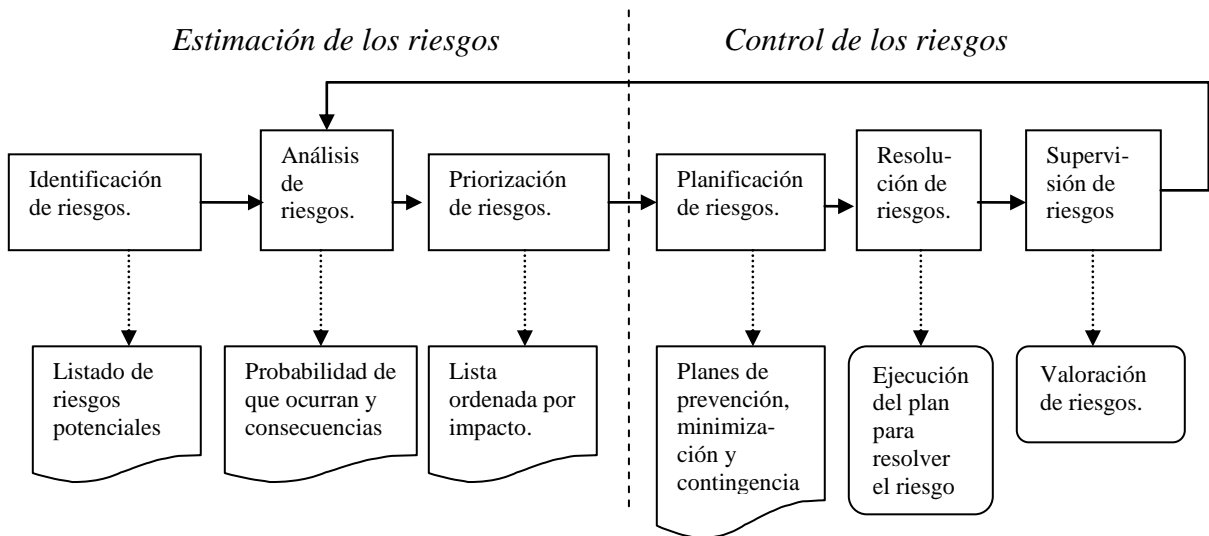 Estimación de los riesgos
Control de los riesgos
Identificación
de riesgos.
Análisis
de
riesgos.
Priorización
de riesgos.
Planificación
de riesgos.
Resolu-
ción de
riesgos.
Supervi-
sión de
riesgos
Listado de
riesgos
potenciales
Probabilidad de
que ocurran y
consecuencias
Lista
ordenada por
impacto.
Planes de
prevención,
minimiza-
ción y
contingencia
Ejecución
del plan
para
resolver
el riesgo
Valoración
de riesgos.